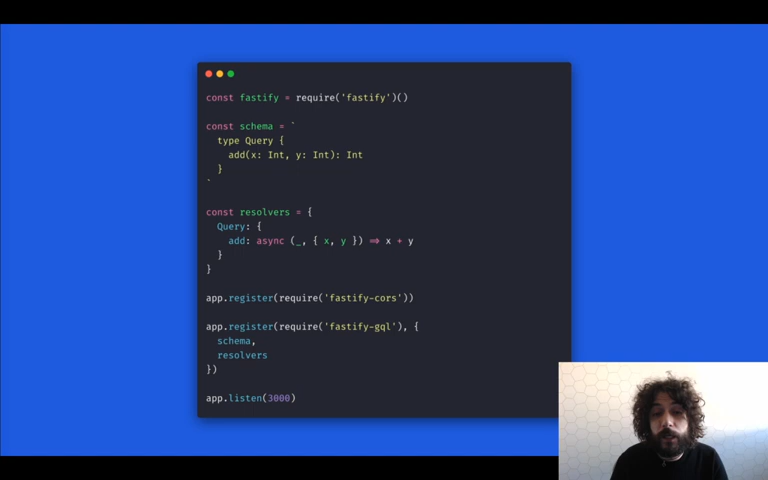 const fastify = require('fastify')()
const schema = `
type Query {
add(x: Int, y: Int): Int
}
`
const resolvers = {
Query: {
add: async (_, { x, y }) => x + y
}
}
app.register(require('fastify-cors'))
app.register(require('fastify-gql'), {
schema,
resolvers
})
app.listen(3000)